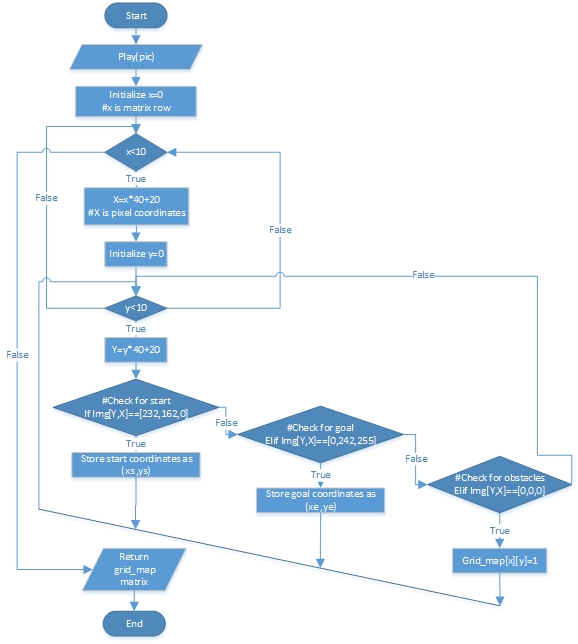 Start
Play(pic)
Initialize x=0
#x is matrix row
x<10
True
X=x*40+20
#X is pixel coordinates
False
False
Initialize y=0
False
y<10
True
False
Y=y*40+20
#Check for start
If Img[Y,X]==[232,162,0]
False
#Check for goal
Elif Img[Y,X]==[0,242,255]
True
False
Store start coordinates as
(xs,ys)
#Check for obstacles
Elif Img[Y,X]==[0,0,0]
True
Store goal coordinates as
(xe,ye)
True
Grid_map[x][y]=1
Return
grid_map
matrix
End